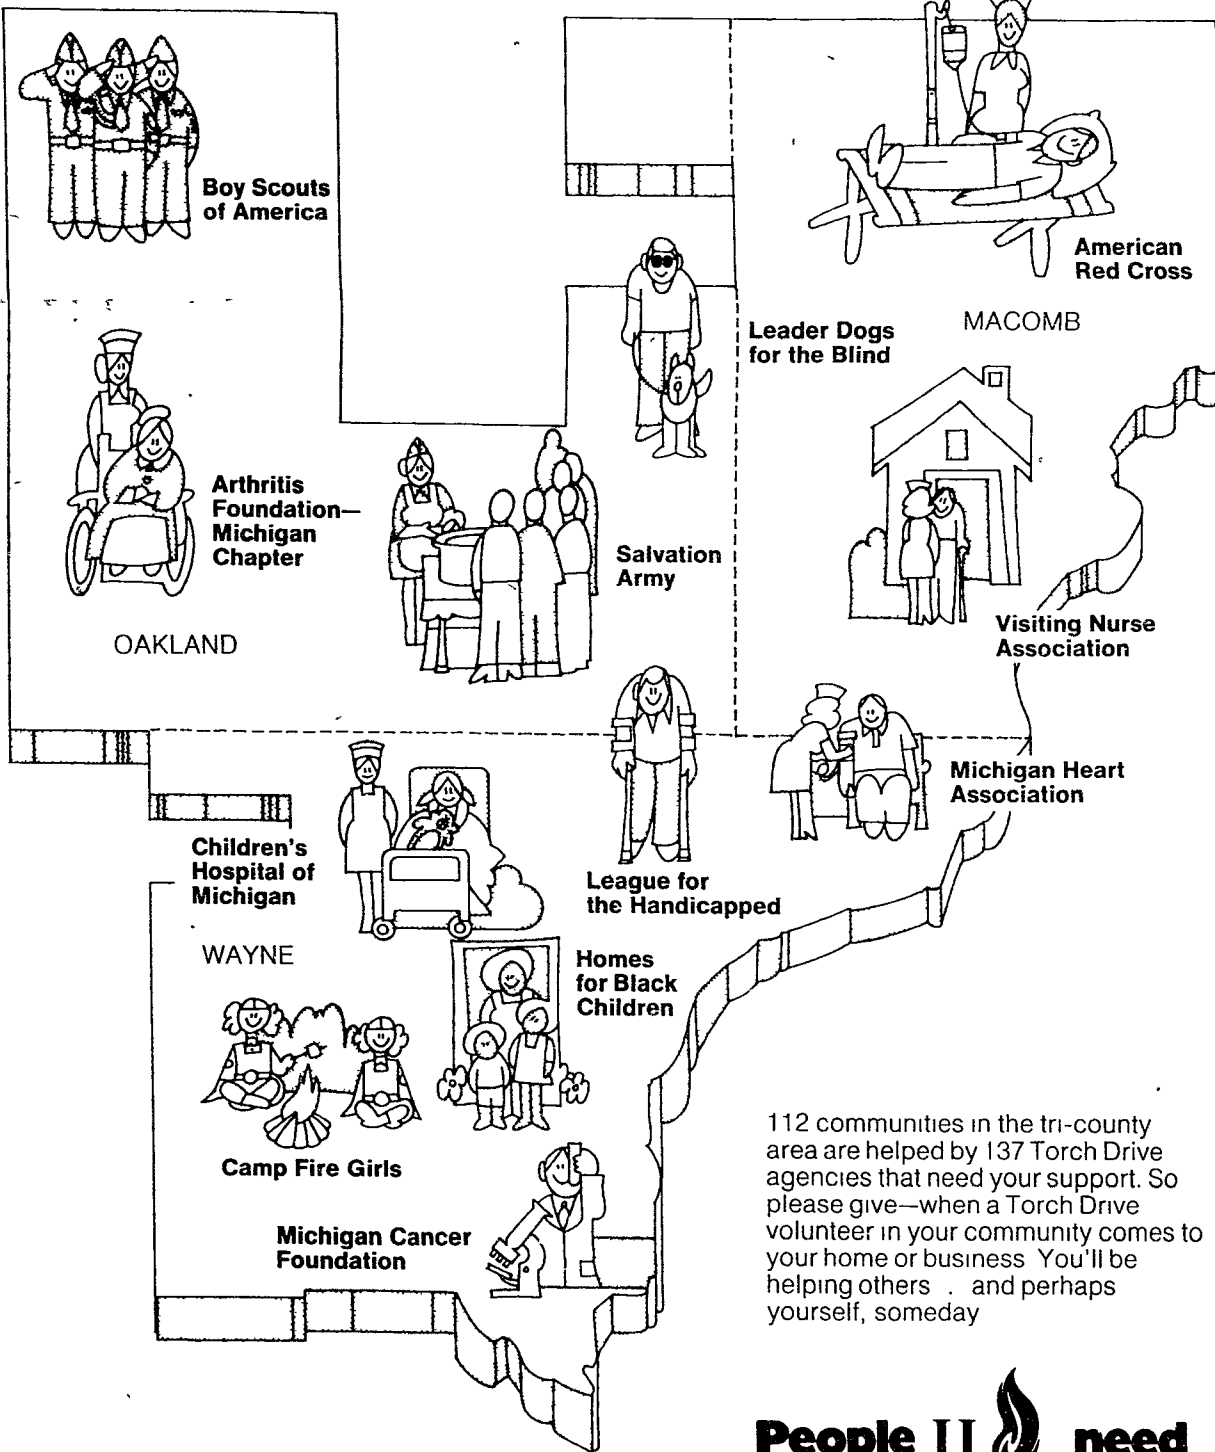 Boy Scouts
of America
American
Red Cross
MACOMB
Leader Dogs
for the Blind
Arthritis
Foundation—
Michigan
Chapter
Salvation
Army
OAKLAND
Visiting Nurse
Association
Michigan Heart
Association
Children's
Hospital of
Michigan
League for
the Handicapped
WAYNE
Homes
for Black
Children
Camp Fire Girls
Michigan Cancer
Foundation
112 communities in the tri-county
area are helped by 137 Torch Drive
agencies that need your support. So
please give—when a Torch Drive
volunteer in your community comes to
your home or business You'll be
helping others . and perhaps
yourself, someday
People need